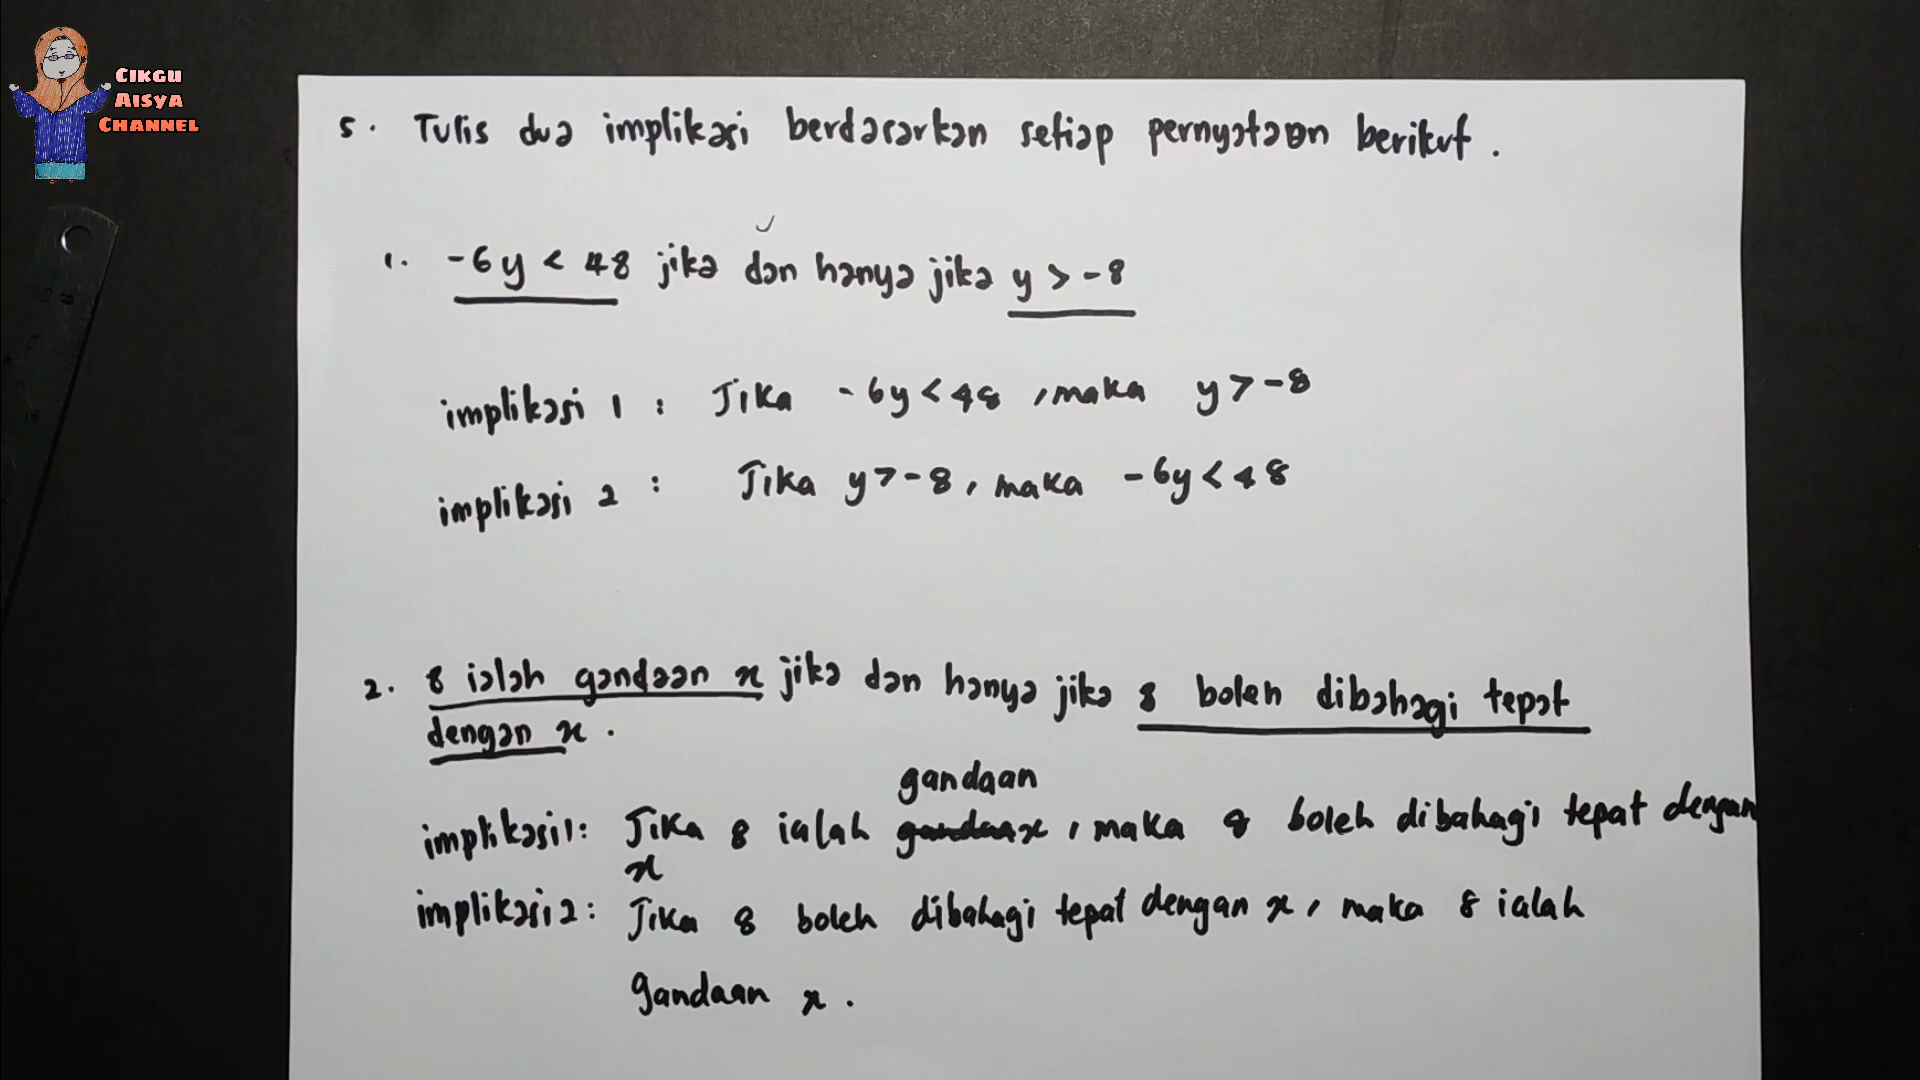 CIKGU
AISYA
CHANNEL
5. Tulis dua implikasi berdasarkan setiap pernyataan berikut.
1. -6y < 48 jika dan hanya jika y > -8
implikasi 1 : Jika -6y < 48, maka y > -8
implikasi 2 : Jika y > -8, maka -6y < 48
2. 8 ialah gandaan x jika dan hanya jika 8 boleh dibahagi tepat
dengan x.
gandaan
implikasi 1: Jika 8 ialah gandaan x, maka 8 boleh dibahagi tepat dengan
x
implikasi 2: Jika 8 boleh dibahagi tepat dengan x, maka 8 ialah
gandaan x.